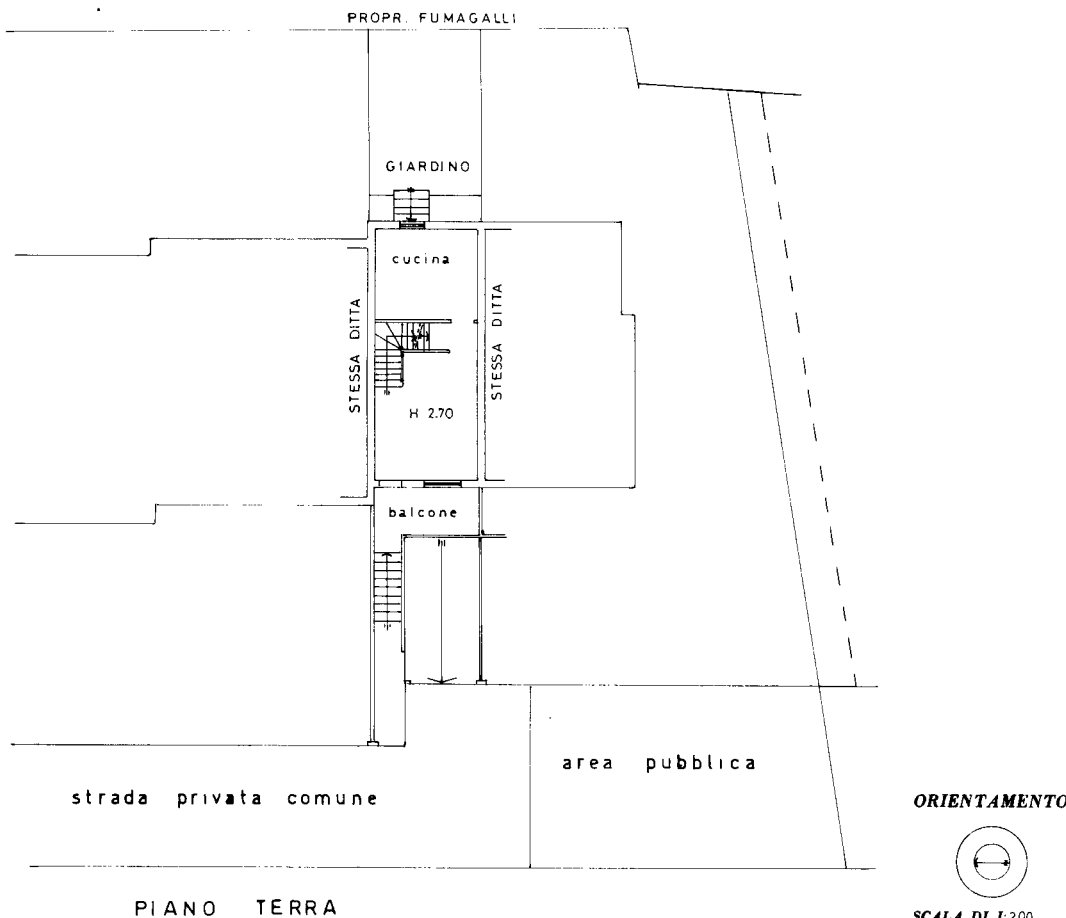 PROPR. FUMAGALLI
GIARDINO
cucina
STESSA DITTA
STESSA DITTA
H 2.70
balcone
area pubblica
strada privata comune
ORIENTAMENTO
PIANO TERRA
SCALA DI 1:200